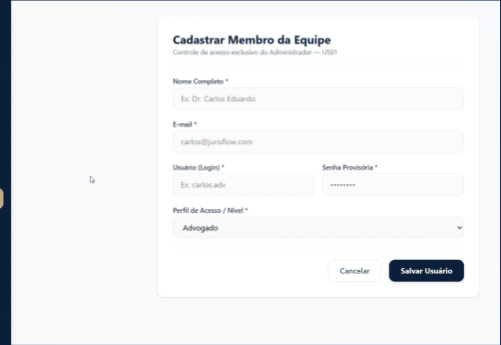 Cadastrar Membro da Equipe
Controle de acesso exclusivo do Administrador — US01
Nome Completo *
Ex: Dr. Carlos Eduardo
E-mail *
carlos@jurisflow.com
Usuário (Login) * Senha Provisória *
Ex: carlos.adv ••••••••
Perfil de Acesso / Nível *
Advogado
Cancelar Salvar Usuário